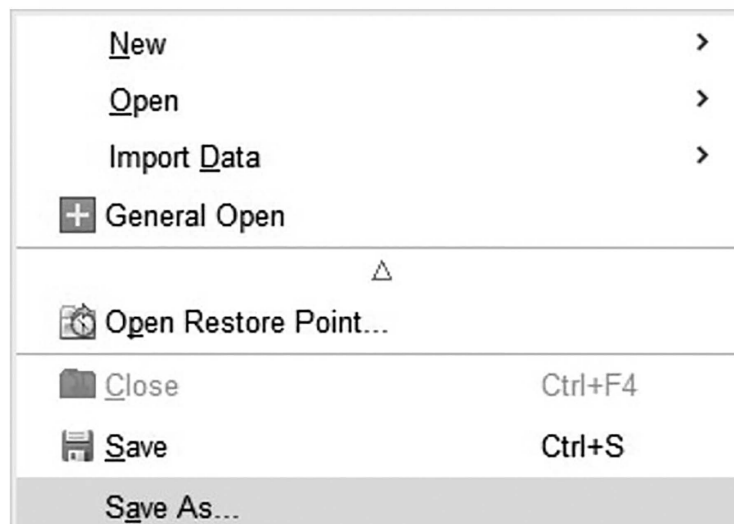 New
Open
Import Data
General Open
Open Restore Point...
Close Ctrl+F4
Save Ctrl+S
Save As...